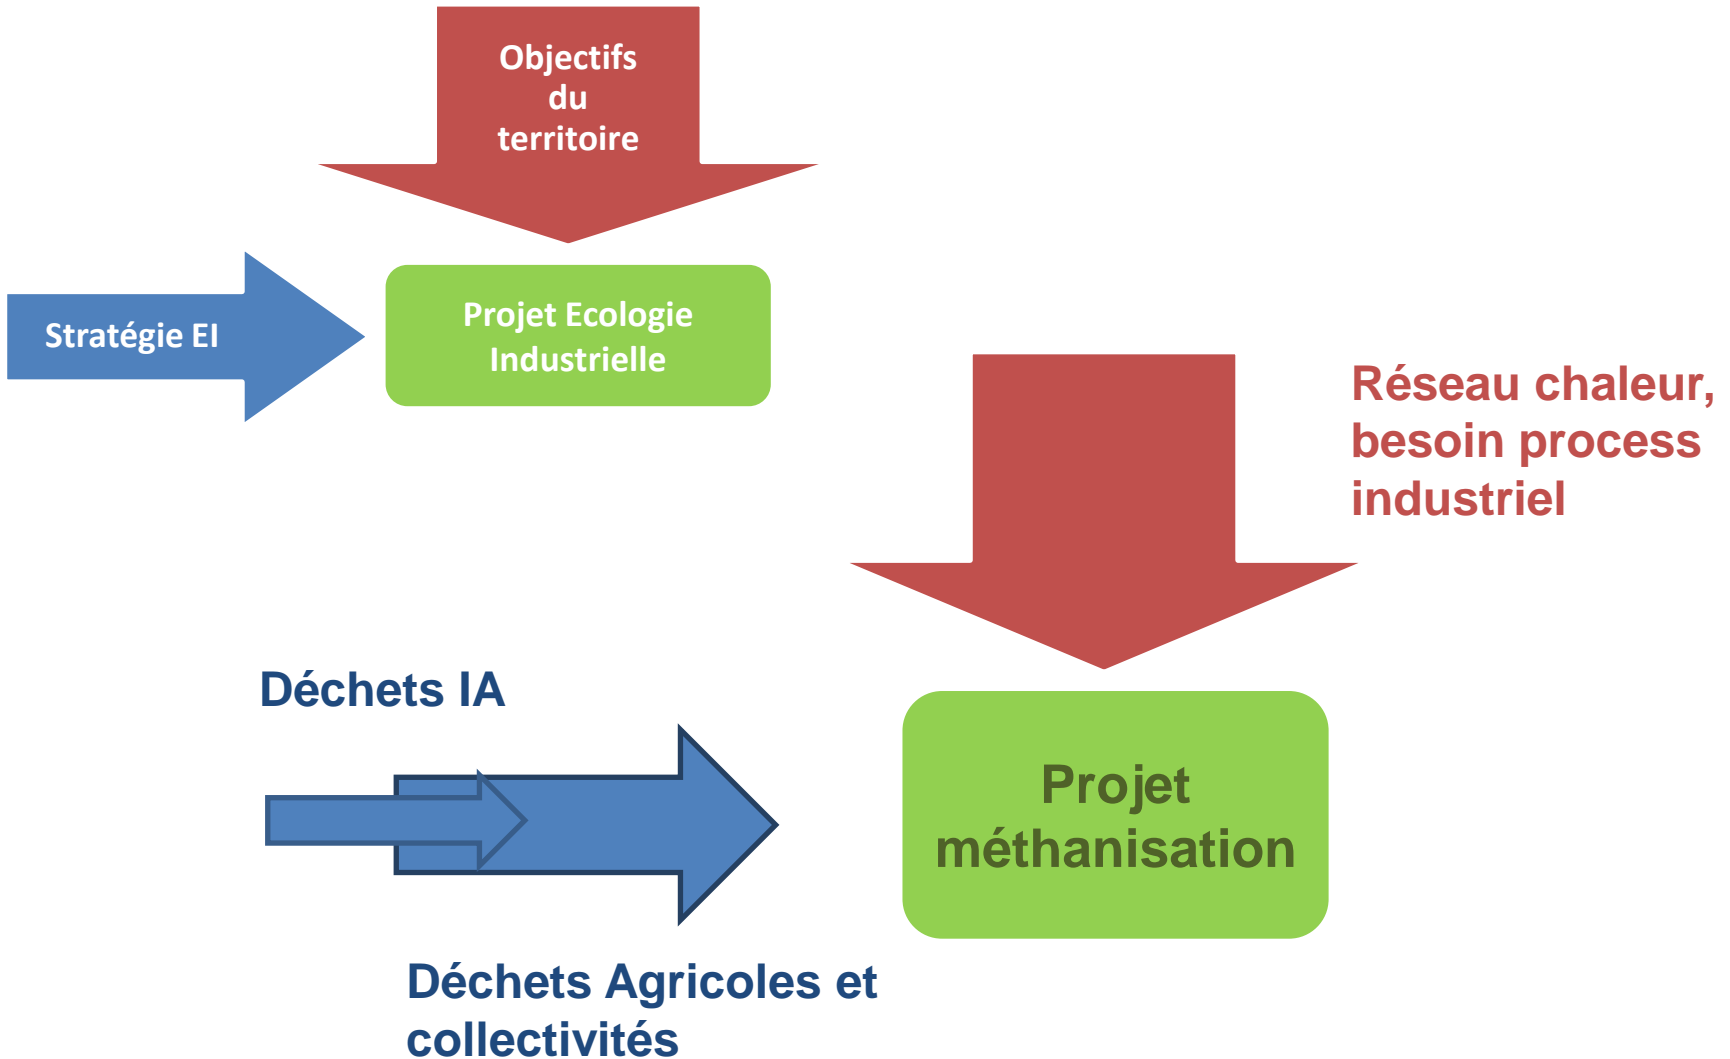 Objectifs
du
territoire
Stratégie EI
Projet Ecologie
Industrielle
Réseau chaleur,
besoin process
industriel
Déchets IA
Projet
méthanisation
Déchets Agricoles et
collectivités